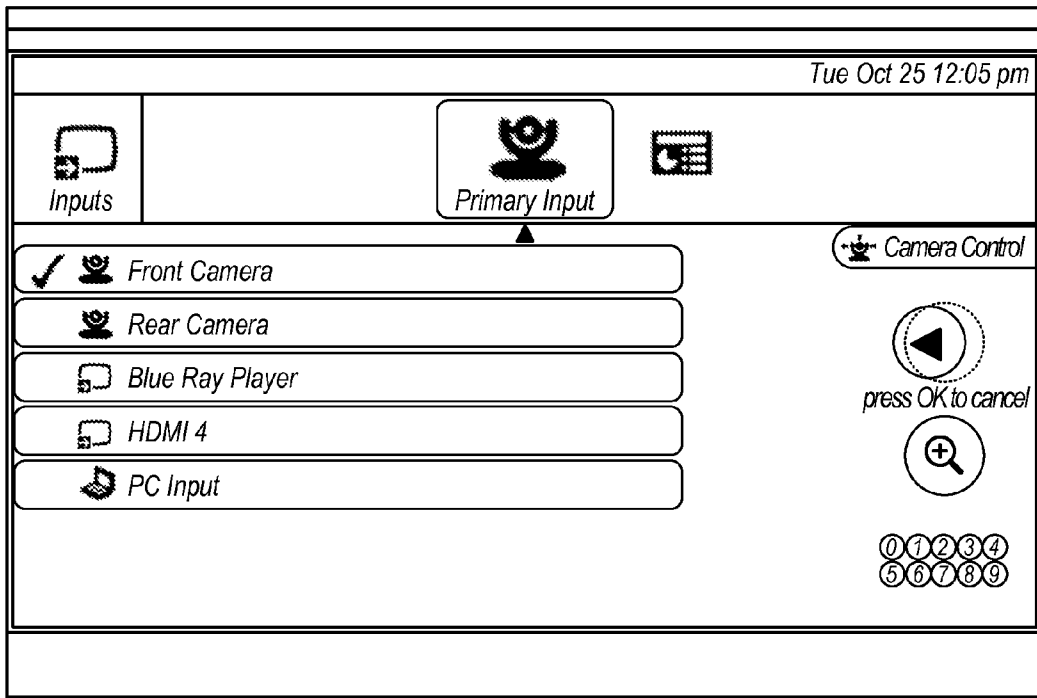 Tue Oct 25 12:05 pm
Inputs
Primary Input
Camera Control
Front Camera
Rear Camera
Blue Ray Player
HDMI 4
PC Input
press OK to cancel
0 1 2 3 4
5 6 7 8 9